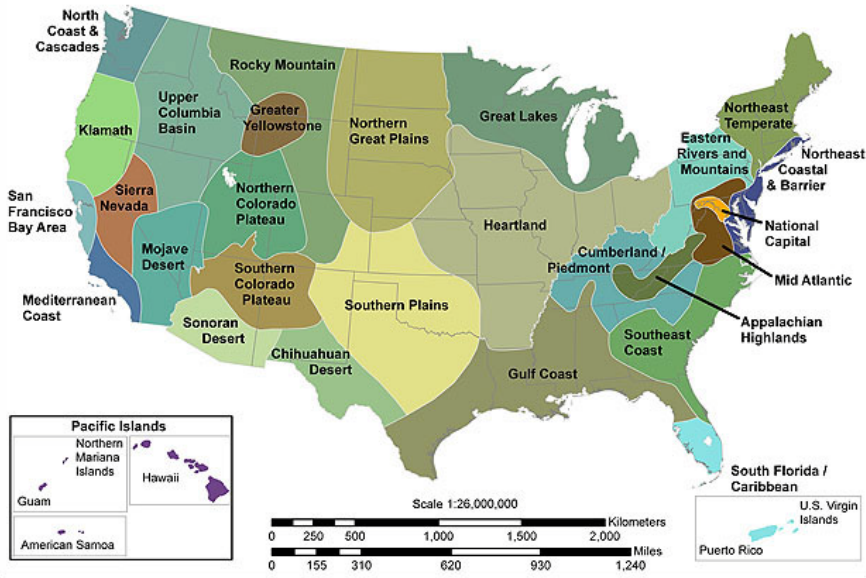 North
Coast &
Cascades
Rocky Mountain
Upper
Columbia
Basin
Greater
Yellowstone
Klamath
Northern
Great Plains
Great Lakes
Northeast
Temperate
Eastern
Rivers and
Mountains
Northeast
Coastal
& Barrier
San
Francisco
Bay Area
Sierra
Nevada
Northern
Colorado
Plateau
Heartland
National
Capital
Mojave
Desert
Cumberland /
Piedmont
Mid Atlantic
Southern
Colorado
Plateau
Mediterranean
Coast
Southern Plains
Appalachian
Highlands
Sonoran
Desert
Southeast
Coast
Chihuahuan
Desert
Gulf Coast
South Florida /
Caribbean
Pacific Islands
Northern
Mariana
Islands
Guam
Hawaii
American Samoa
Scale 1:26,000,000
Kilometers
0 250 500 1,000 1,500 2,000
Miles
0 155 310 620 930 1,240
U.S. Virgin
Islands
Puerto Rico